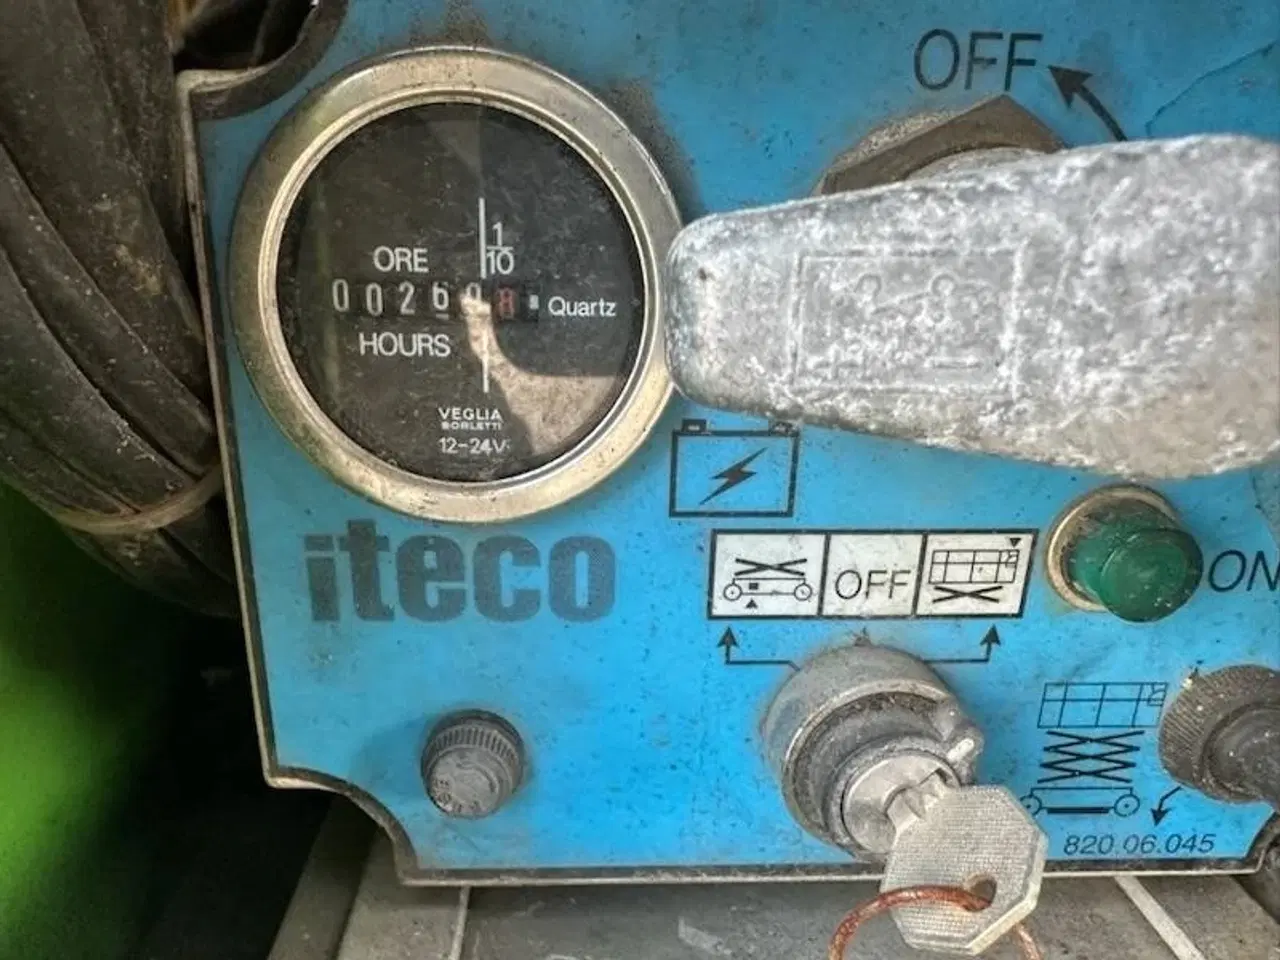 OFF
1
ORE 10
Quartz
HOURS
VEGLIA
BORLETTI
12-24V
iteco
OFF
ON
820.06.045